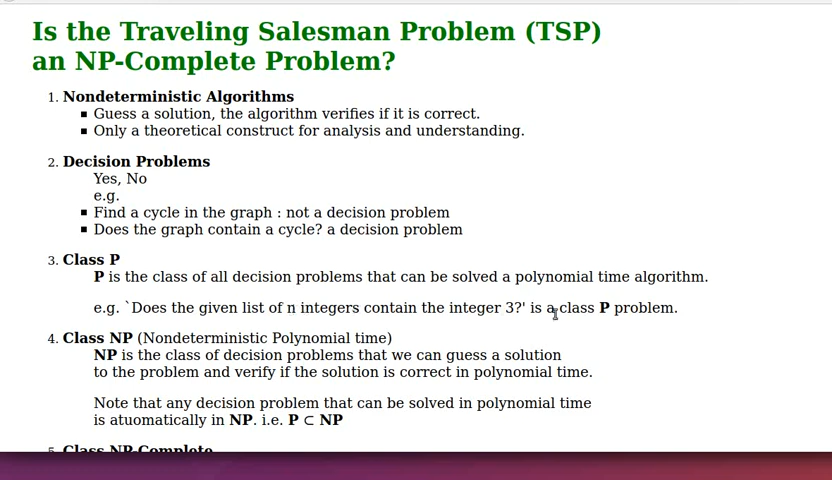 Is the Traveling Salesman Problem (TSP)
an NP-Complete Problem?
1. Nondeterministic Algorithms
▪ Guess a solution, the algorithm verifies if it is correct.
▪ Only a theoretical construct for analysis and understanding.
2. Decision Problems
Yes, No
e.g.
▪ Find a cycle in the graph : not a decision problem
▪ Does the graph contain a cycle? a decision problem
3. Class P
P is the class of all decision problems that can be solved a polynomial time algorithm.
e.g. `Does the given list of n integers contain the integer 3?' is a class P problem.
4. Class NP (Nondeterministic Polynomial time)
NP is the class of decision problems that we can guess a solution
to the problem and verify if the solution is correct in polynomial time.
Note that any decision problem that can be solved in polynomial time
is atuomatically in NP. i.e. P ⊂ NP
5. Class NP-Complete